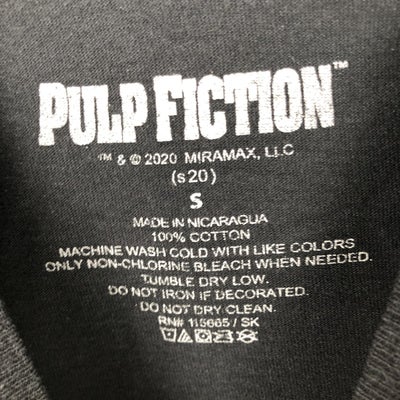 PULP FICTION™
™ & © 2020 MIRAMAX, LLC
(s20)
S
MADE IN NICARAGUA
100% COTTON
MACHINE WASH COLD WITH LIKE COLORS
ONLY NON-CHLORINE BLEACH WHEN NEEDED.
TUMBLE DRY LOW.
DO NOT IRON IF DECORATED.
DO NOT DRY CLEAN.
RN# 115665 / SK